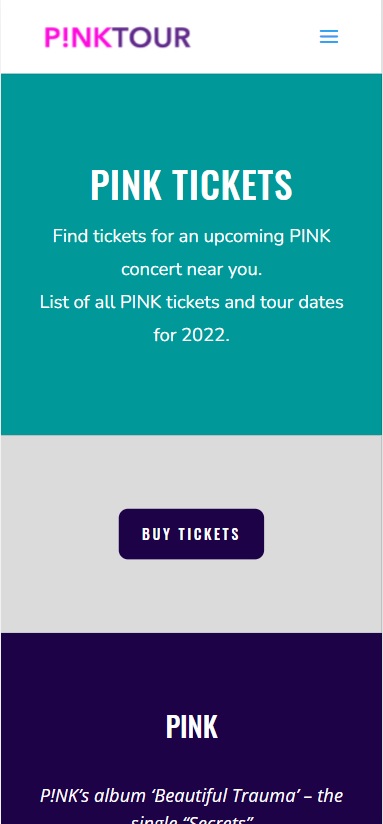 P!NKTOUR
PINK TICKETS
Find tickets for an upcoming PINK
concert near you.
List of all PINK tickets and tour dates
for 2022.
BUY TICKETS
PINK
P!NK’s album ‘Beautiful Trauma’ – the
single “Secrets”